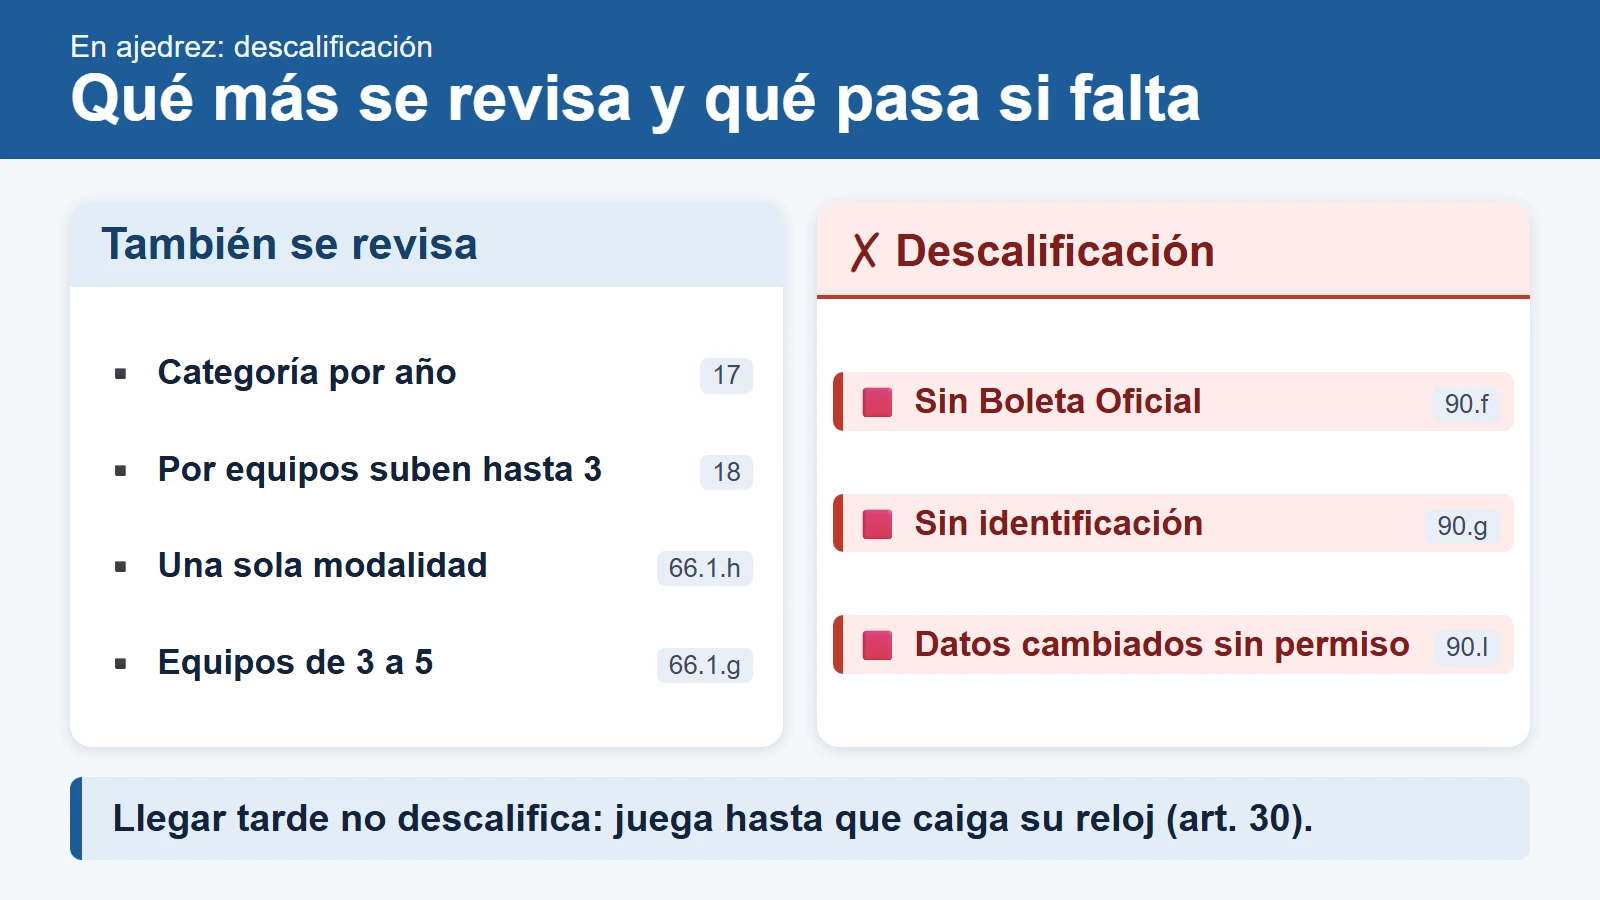 En ajedrez: descalificación
Qué más se revisa y qué pasa si falta
También se revisa
▪ Categoría por año 17
▪ Por equipos suben hasta 3 18
▪ Una sola modalidad 66.1.h
▪ Equipos de 3 a 5 66.1.g
✗ Descalificación
🟥 Sin Boleta Oficial 90.f
🟥 Sin identificación 90.g
🟥 Datos cambiados sin permiso 90.l
Llegar tarde no descalifica: juega hasta que caiga su reloj (art. 30).